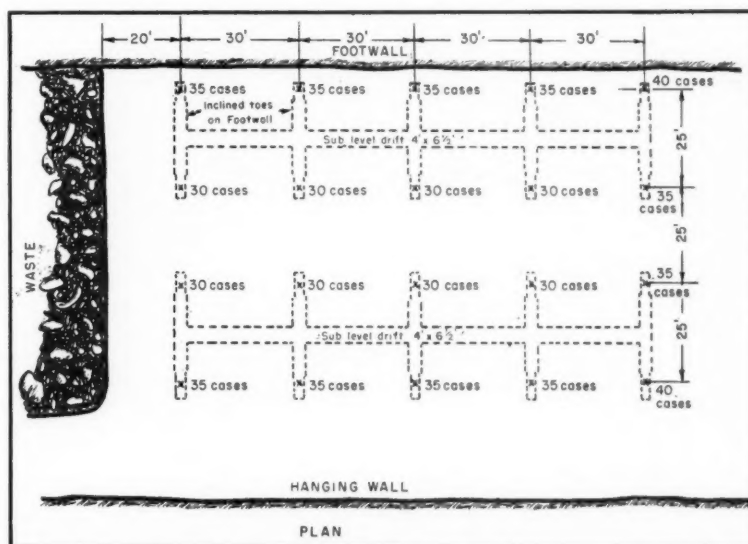 20' 30' 30' 30' 30'
FOOTWALL
35 cases 35 cases 35 cases 35 cases 40 cases
Inclined toes
on Footwall
25'
Sub level drift 4' x 6½'
30 cases 30 cases 30 cases 30 cases 35
cases
WASTE
25'
30 cases 30 cases 30 cases 30 cases 35
cases
Sub level drift 4' x 6½'
25'
35 cases 35 cases 35 cases 35 cases 40
cases
HANGING WALL
PLAN